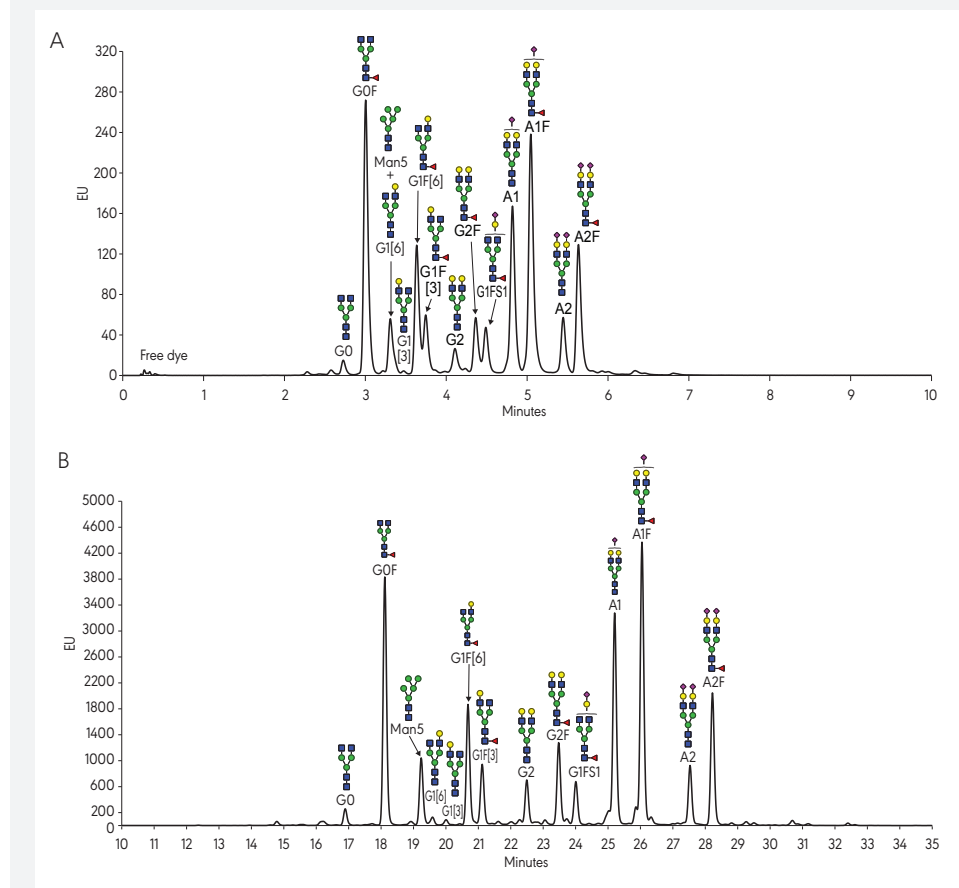 A
320
280
240
200
160
120
80
40
0
EU
Free dye
G0
G0F
Man5
+
G1[6]
G1
[3]
G1F[6]
G1F
[3]
G2
G2F
G1FS1
A1
A1F
A2
A2F
0 1 2 3 4 5 6 7 8 9 10
Minutes
B
5000
4600
4200
3800
3400
3000
2600
2200
1800
1400
1000
600
200
0
EU
G0
G0F
Man5
G1[6]
G1[3]
G1F[6]
G1F[3]
G2
G2F
G1FS1
A1
A1F
A2
A2F
10 11 12 13 14 15 16 17 18 19 20 21 22 23 24 25 26 27 28 29 30 31 32 33 34 35
Minutes